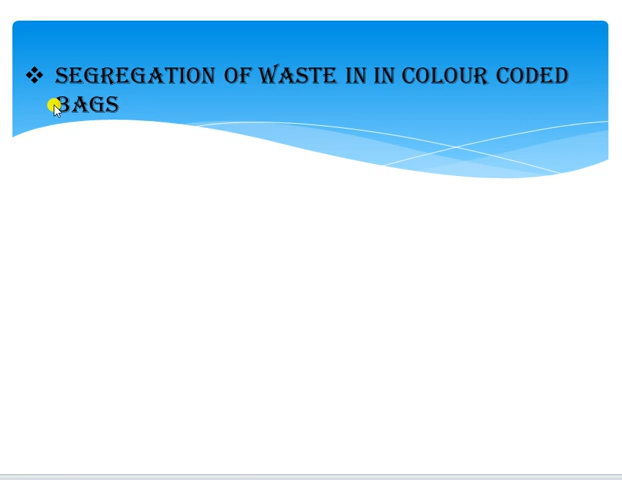 ❖ SEGREGATION OF WASTE IN IN COLOUR CODED
BAGS